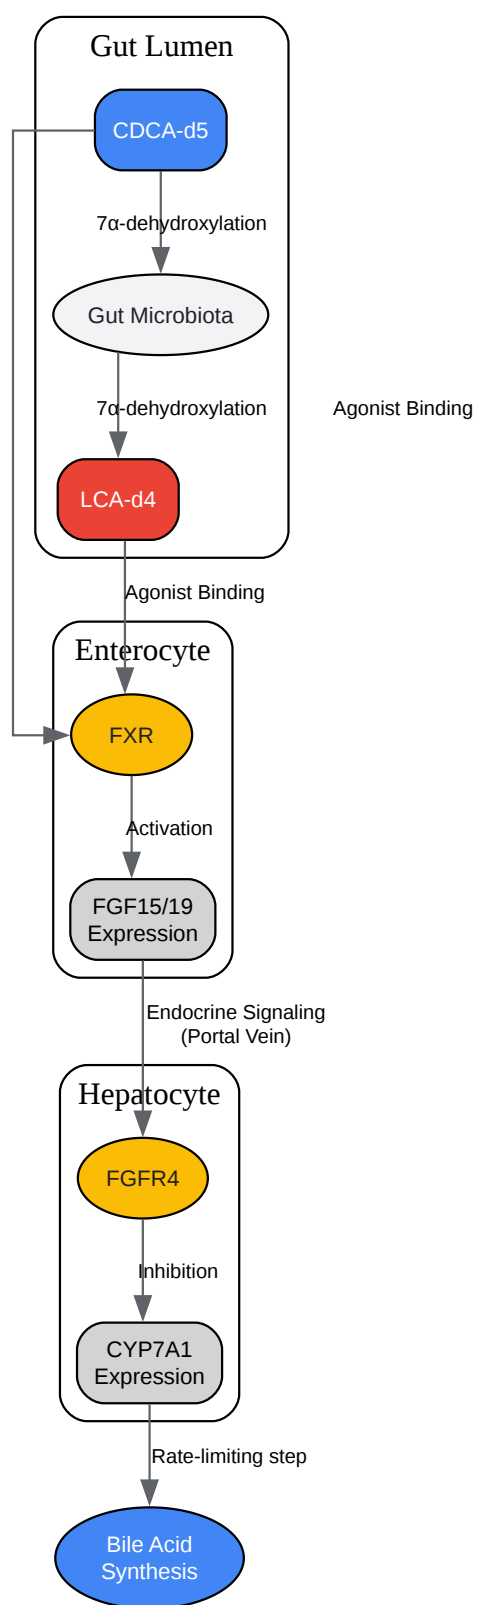 Gut Lumen
CDCA-d5
7α-dehydroxylation
Gut Microbiota
7α-dehydroxylation
Agonist Binding
LCA-d4
Agonist Binding
Enterocyte
FXR
Activation
FGF15/19
Expression
Endocrine Signaling
(Portal Vein)
Hepatocyte
FGFR4
Inhibition
CYP7A1
Expression
Rate-limiting step
Bile Acid
Synthesis